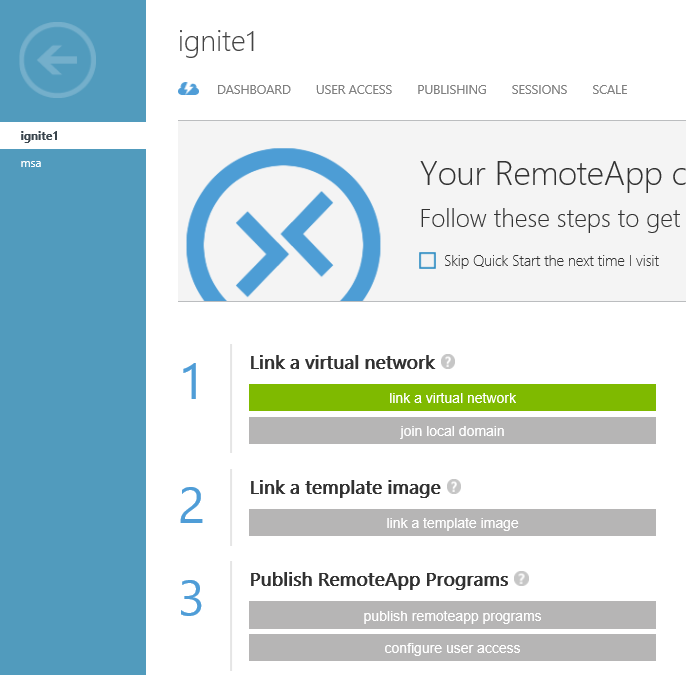 ignite1
DASHBOARD USER ACCESS PUBLISHING SESSIONS SCALE
ignite1
msa
Your RemoteApp c
Follow these steps to get
Skip Quick Start the next time I visit
1 Link a virtual network ?
link a virtual network
join local domain
2 Link a template image ?
link a template image
3 Publish RemoteApp Programs ?
publish remoteapp programs
configure user access